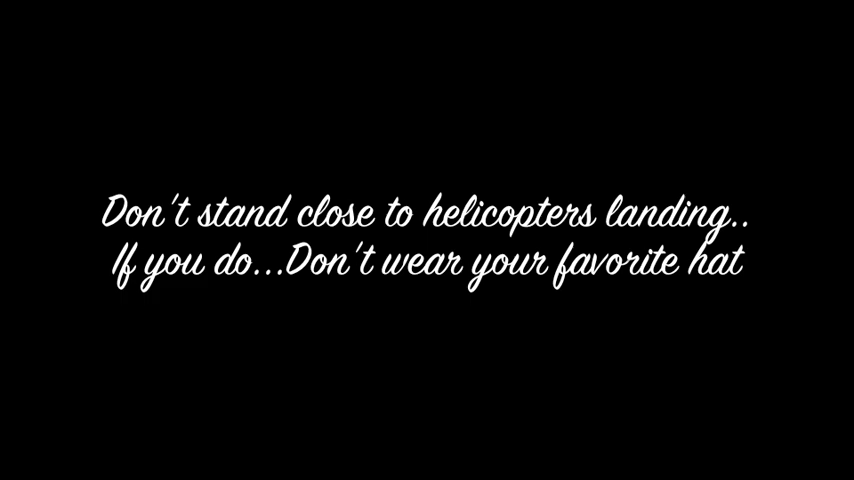 Don't stand close to helicopters landing..
If you do...Don't wear your favorite hat